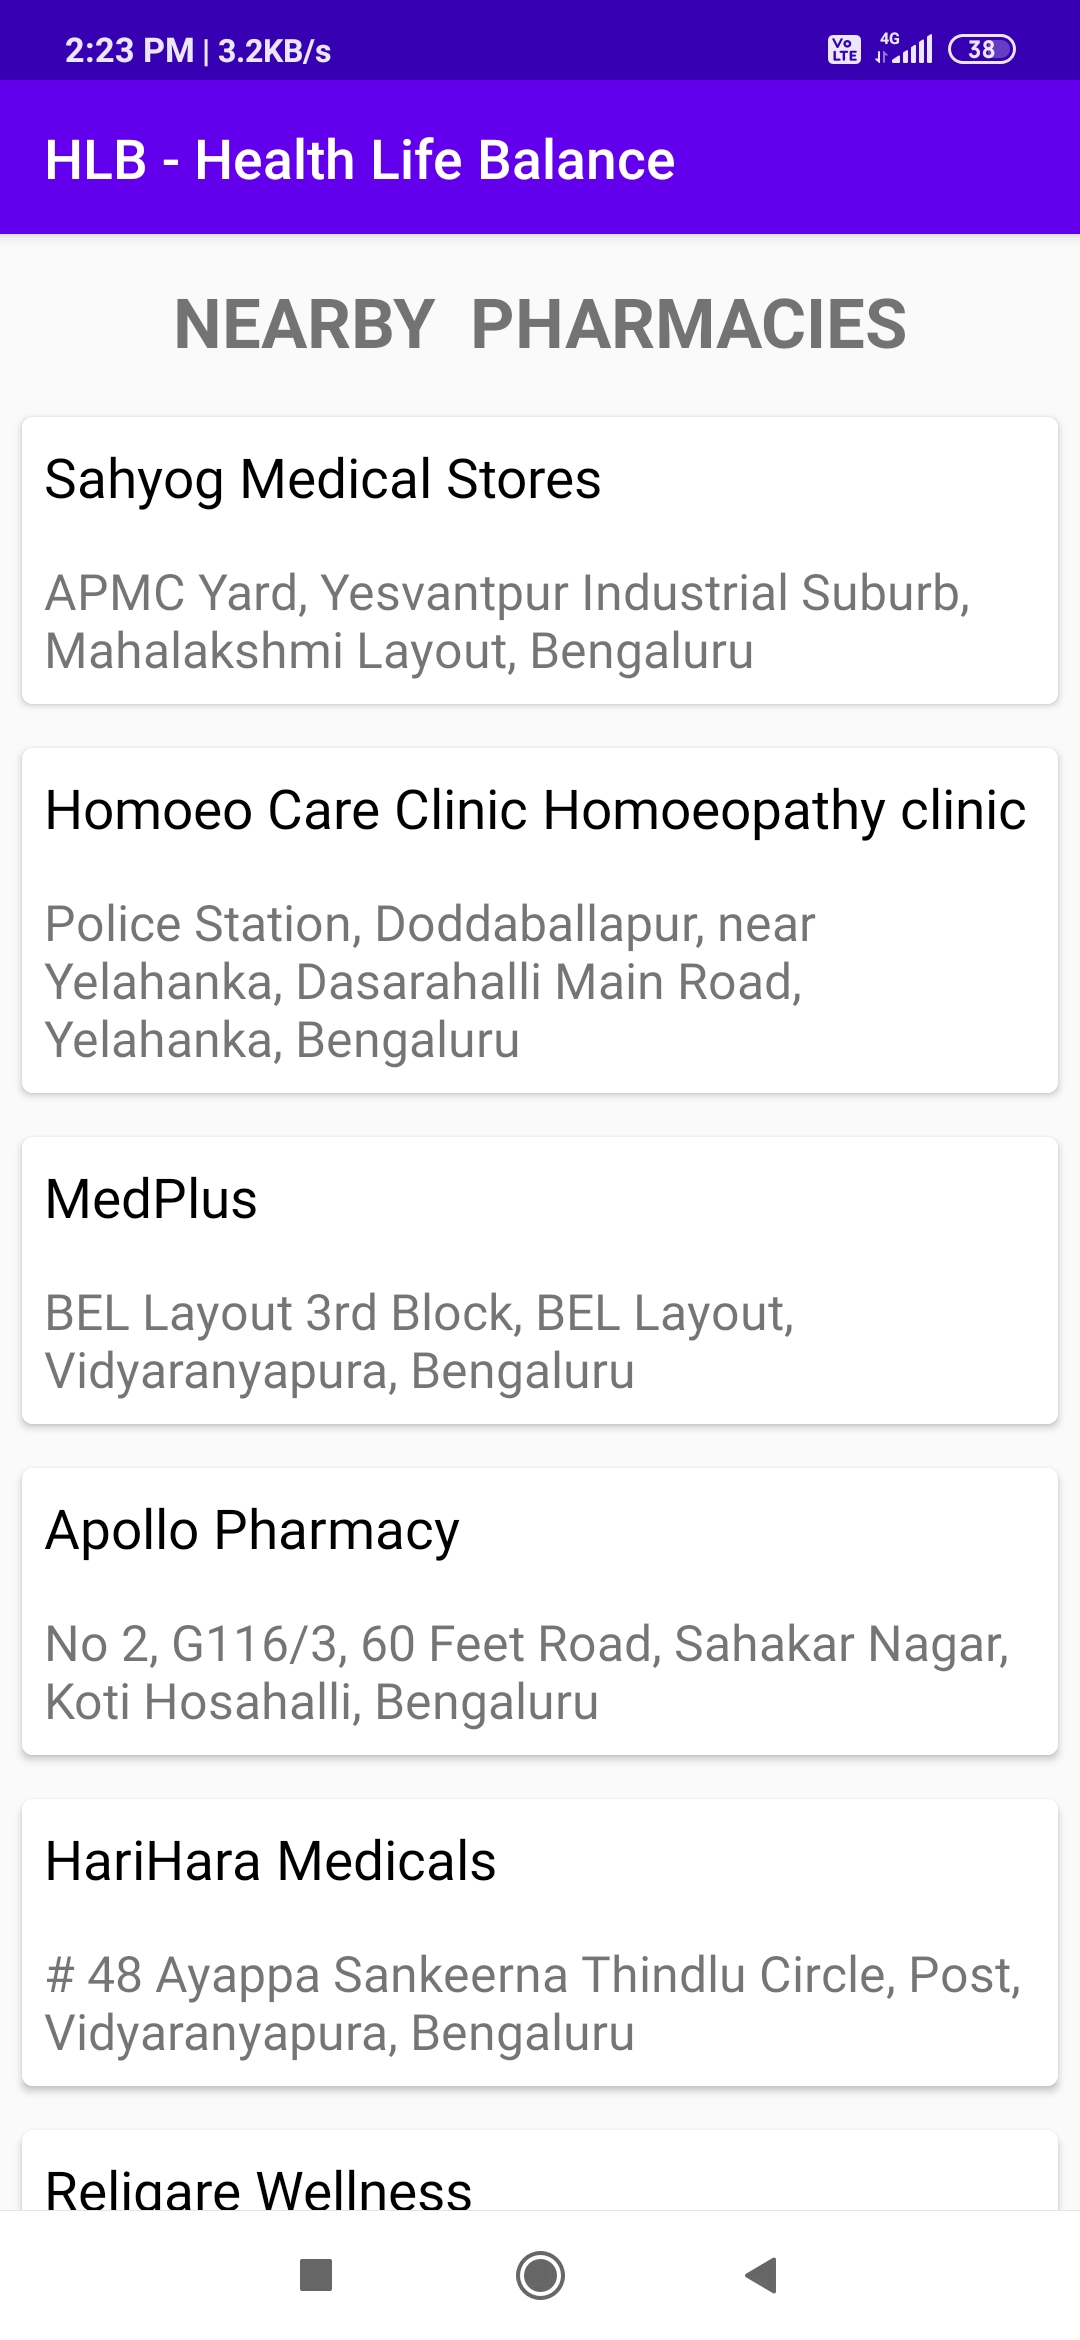 2:23 PM | 3.2KB/s
Vo LTE 4G 38
HLB - Health Life Balance
NEARBY PHARMACIES
Sahyog Medical Stores
APMC Yard, Yesvantpur Industrial Suburb,
Mahalakshmi Layout, Bengaluru
Homoeo Care Clinic Homoeopathy clinic
Police Station, Doddaballapur, near
Yelahanka, Dasarahalli Main Road,
Yelahanka, Bengaluru
MedPlus
BEL Layout 3rd Block, BEL Layout,
Vidyaranyapura, Bengaluru
Apollo Pharmacy
No 2, G116/3, 60 Feet Road, Sahakar Nagar,
Koti Hosahalli, Bengaluru
HariHara Medicals
# 48 Ayappa Sankeerna Thindlu Circle, Post,
Vidyaranyapura, Bengaluru
Religare Wellness